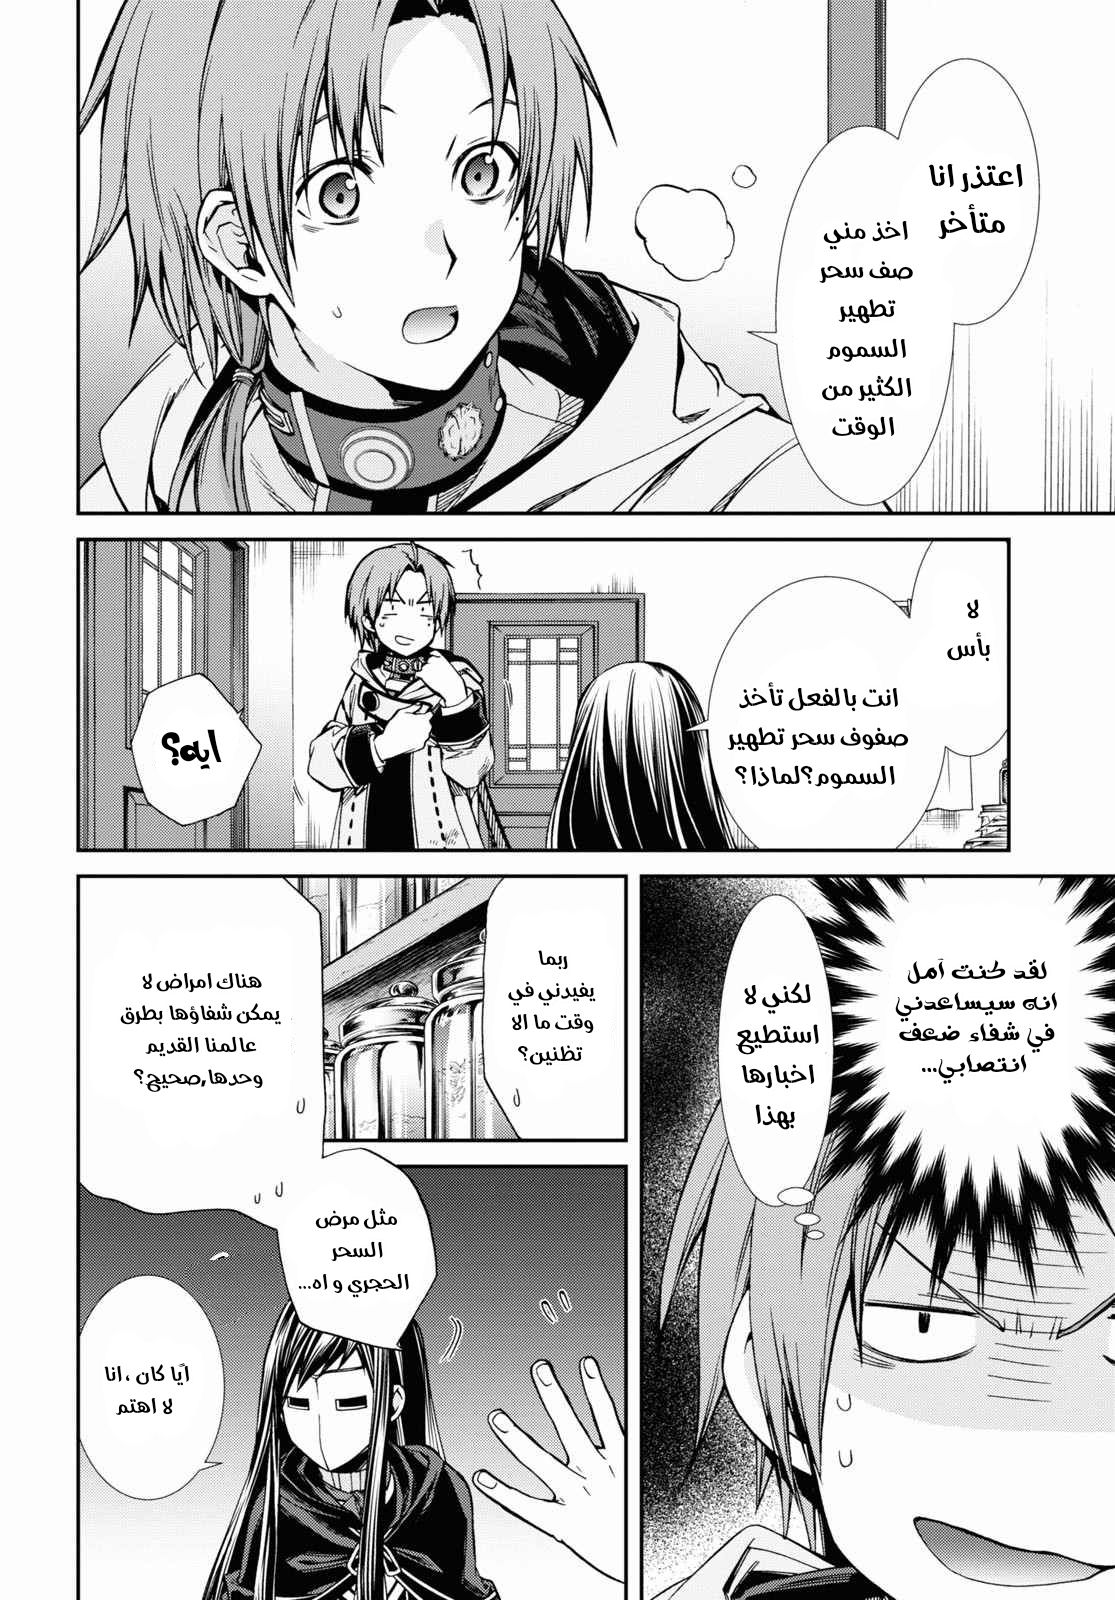 اعتذر انا
متأخر
اخذ مني
صف سحر
تطهير
السموم
الكثير من
الوقت
لا
بأس
انت بالفعل تأخذ
صفوف سحر تطهير
السموم؟لماذا؟
ايه؟
لقد كنت آمل
انه سيساعدني
في شفاء ضعف
انتصابي...
لكني لا
استطيع
اخبارها
بهذا
ربما
يفيدني في
وقت ما الا
تظنين؟
هناك امراض لا
يمكن شفاؤها بطرق
عالمنا القديم
وحدها,صحيح؟
مثل مرض
السحر
الحجري و اه...
ايًا كان ،انا
لا اهتم